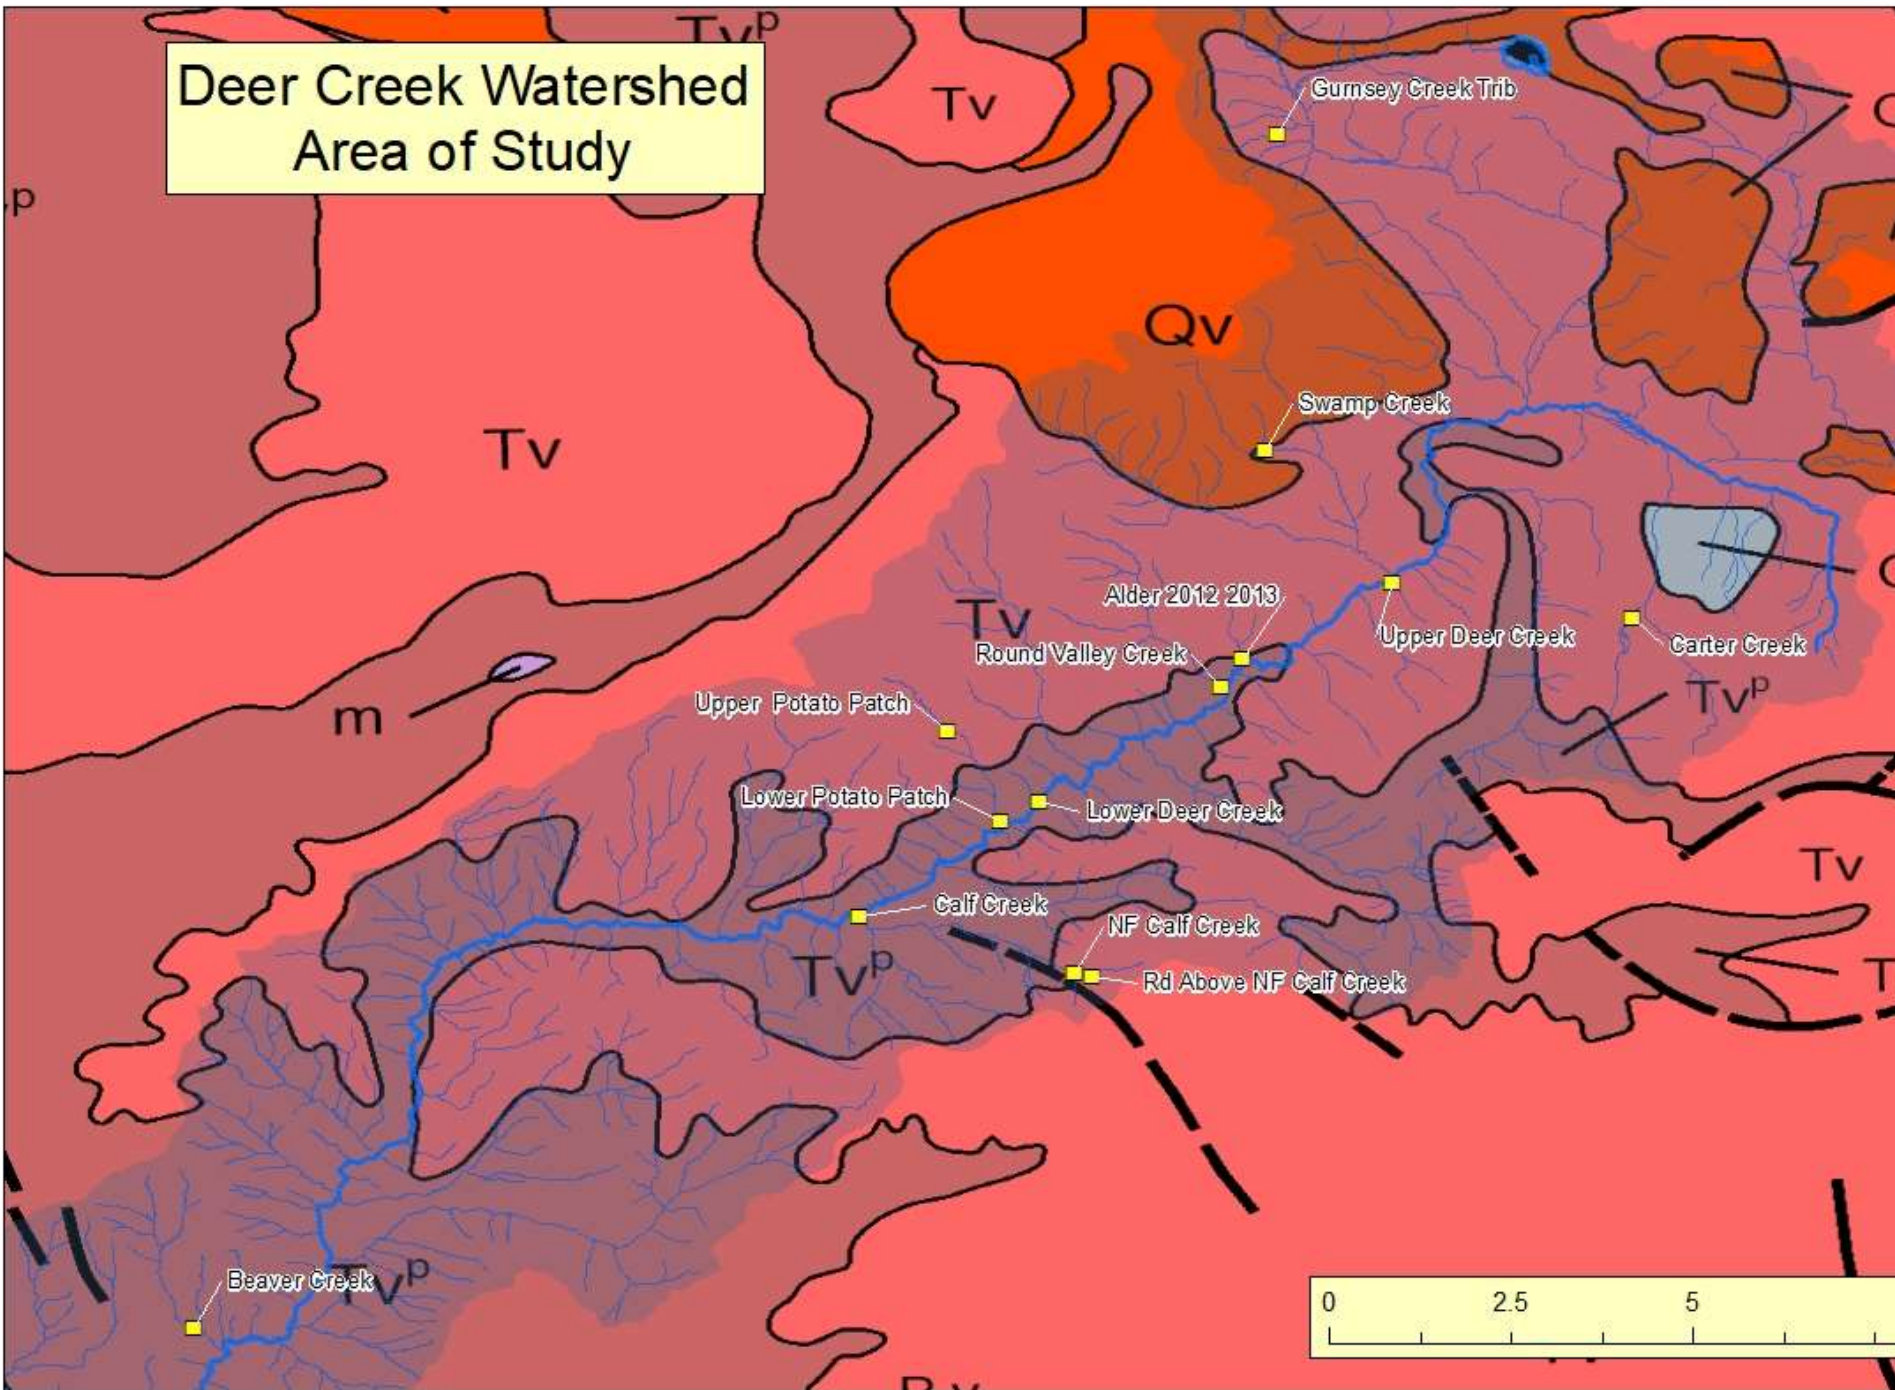 Tvᵖ
Deer Creek Watershed
Area of Study
Tv
Gurnsey Creek Trib
p
Qv
Swamp Creek
Tv
Alder 2012 2013
Tv
Upper Deer Creek
Carter Creek
Round Valley Creek
Tvᵖ
Upper Potato Patch
m
Lower Potato Patch
Lower Deer Creek
Tv
Calf Creek
NF Calf Creek
Tvᵖ
Rd Above NF Calf Creek
T
Beaver Creek
Tvᵖ
0 2.5 5